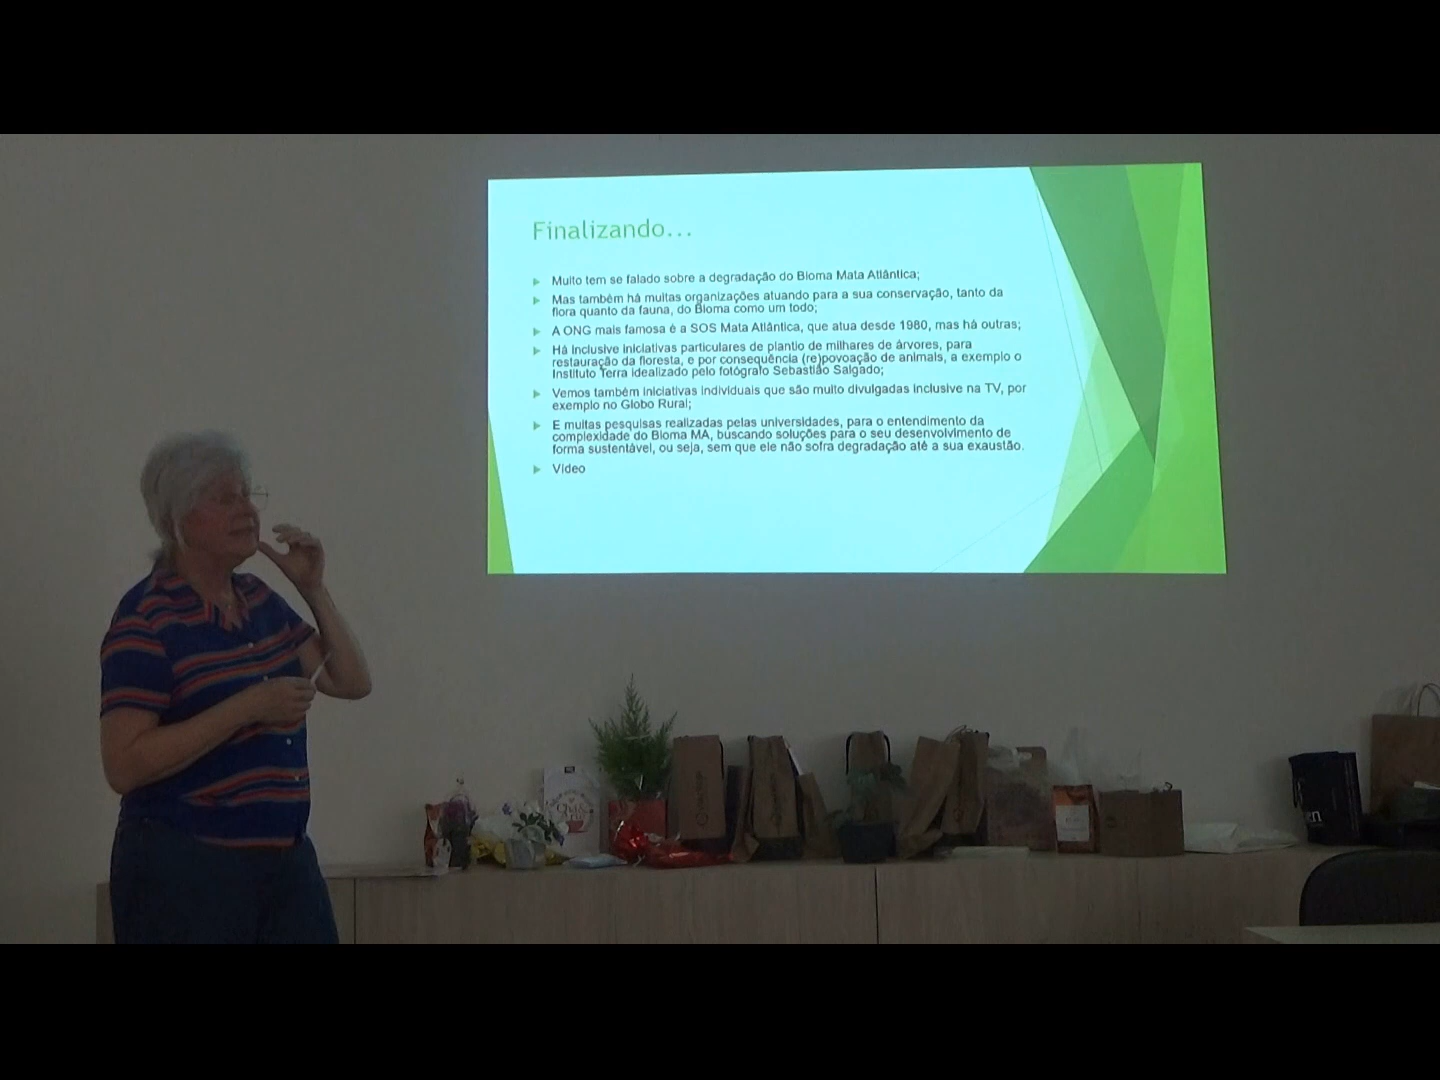 Finalizando...
Muito tem se falado sobre a degradação do Bioma Mata Atlântica;
Mas também há muitas organizações atuando para a sua conservação, tanto da
flora quanto da fauna, do Bioma como um todo;
A ONG mais famosa é a SOS Mata Atlântica, que atua desde 1980, mas há outras;
Há inclusive iniciativas particulares de plantio de milhares de árvores, para
restauração da floresta, e por consequência (re)povoação de animais, a exemplo o
Instituto Terra idealizado pelo fotógrafo Sebastião Salgado;
Vemos também iniciativas individuais que são muito divulgadas inclusive na TV, por
exemplo no Globo Rural;
E muitas pesquisas realizadas pelas universidades, para o entendimento da
complexidade do Bioma MA, buscando soluções para o seu desenvolvimento de
forma sustentável, ou seja, sem que ele não sofra degradação até a sua exaustão.
Vídeo